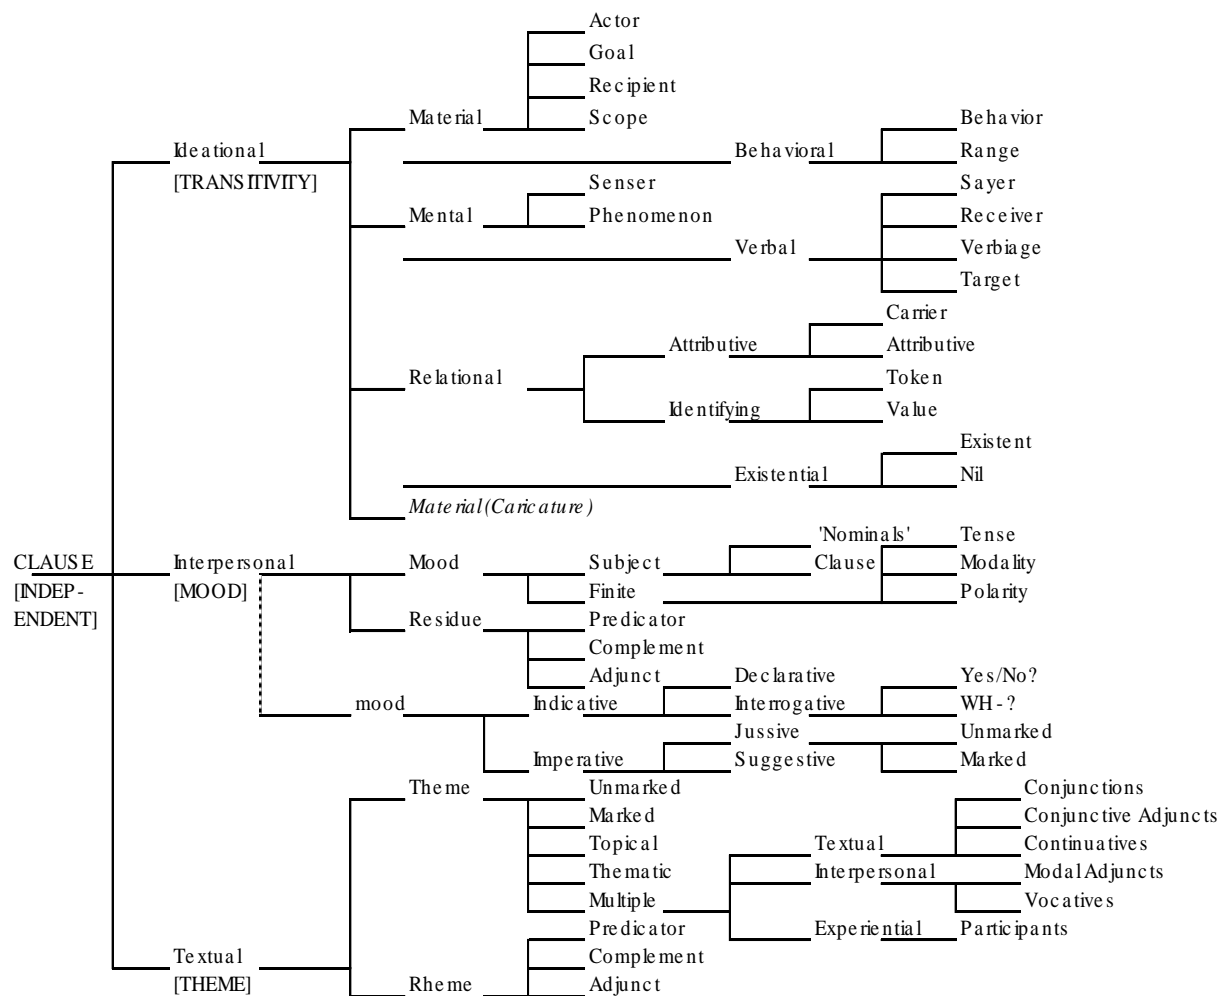 Actor
Goal
Recipient
Material Scope Behavior
Ideational Behavioral Range
[TRANSITIVITY] Senser Sayer
Mental Phenomenon Receiver
Verbal Verbiage
Target
Carrier
Attributive Attributive
Relational Token
Identifying Value
Existent
Existential Nil
Material(Caricature)
'Nominals' Tense
CLAUSE Interpersonal Mood Subject Clause Modality
[INDEP- [MOOD] Finite Polarity
ENDENT] Residue Predicator
Complement
Adjunct Declarative Yes/No?
mood Indicative Interrogative WH-?
Jussive Unmarked
Imperative Suggestive Marked
Theme Unmarked Conjunctions
Marked Conjunctive Adjuncts
Topical Textual Continuatives
Thematic Interpersonal Modal Adjuncts
Multiple Vocatives
Predicator Experiential Participants
Textual Complement
[THEME] Rheme Adjunct